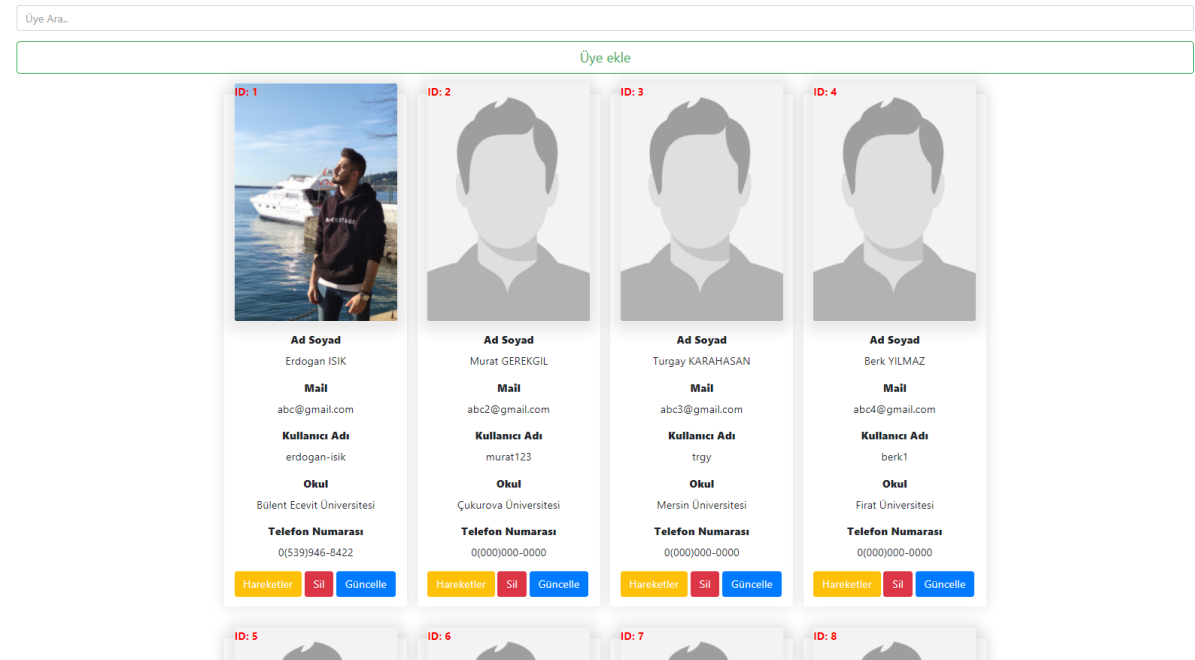 Üye Ara..
Üye ekle
ID: 1 ID: 2 ID: 3 ID: 4
Ad Soyad Ad Soyad Ad Soyad Ad Soyad
Erdogan ISIK Murat GEREKGIL Turgay KARAHASAN Berk YILMAZ
Mail Mail Mail Mail
abc@gmail.com abc2@gmail.com abc3@gmail.com abc4@gmail.com
Kullanıcı Adı Kullanıcı Adı Kullanıcı Adı Kullanıcı Adı
erdogan-isik murat123 trgy berk1
Okul Okul Okul Okul
Bülent Ecevit Üniversitesi Çukurova Üniversitesi Mersin Üniversitesi Firat Üniversitesi
Telefon Numarası Telefon Numarası Telefon Numarası Telefon Numarası
0(539)946-8422 0(000)000-0000 0(000)000-0000 0(000)000-0000
Hareketler Sil Güncelle Hareketler Sil Güncelle Hareketler Sil Güncelle Hareketler Sil Güncelle
ID: 5 ID: 6 ID: 7 ID: 8